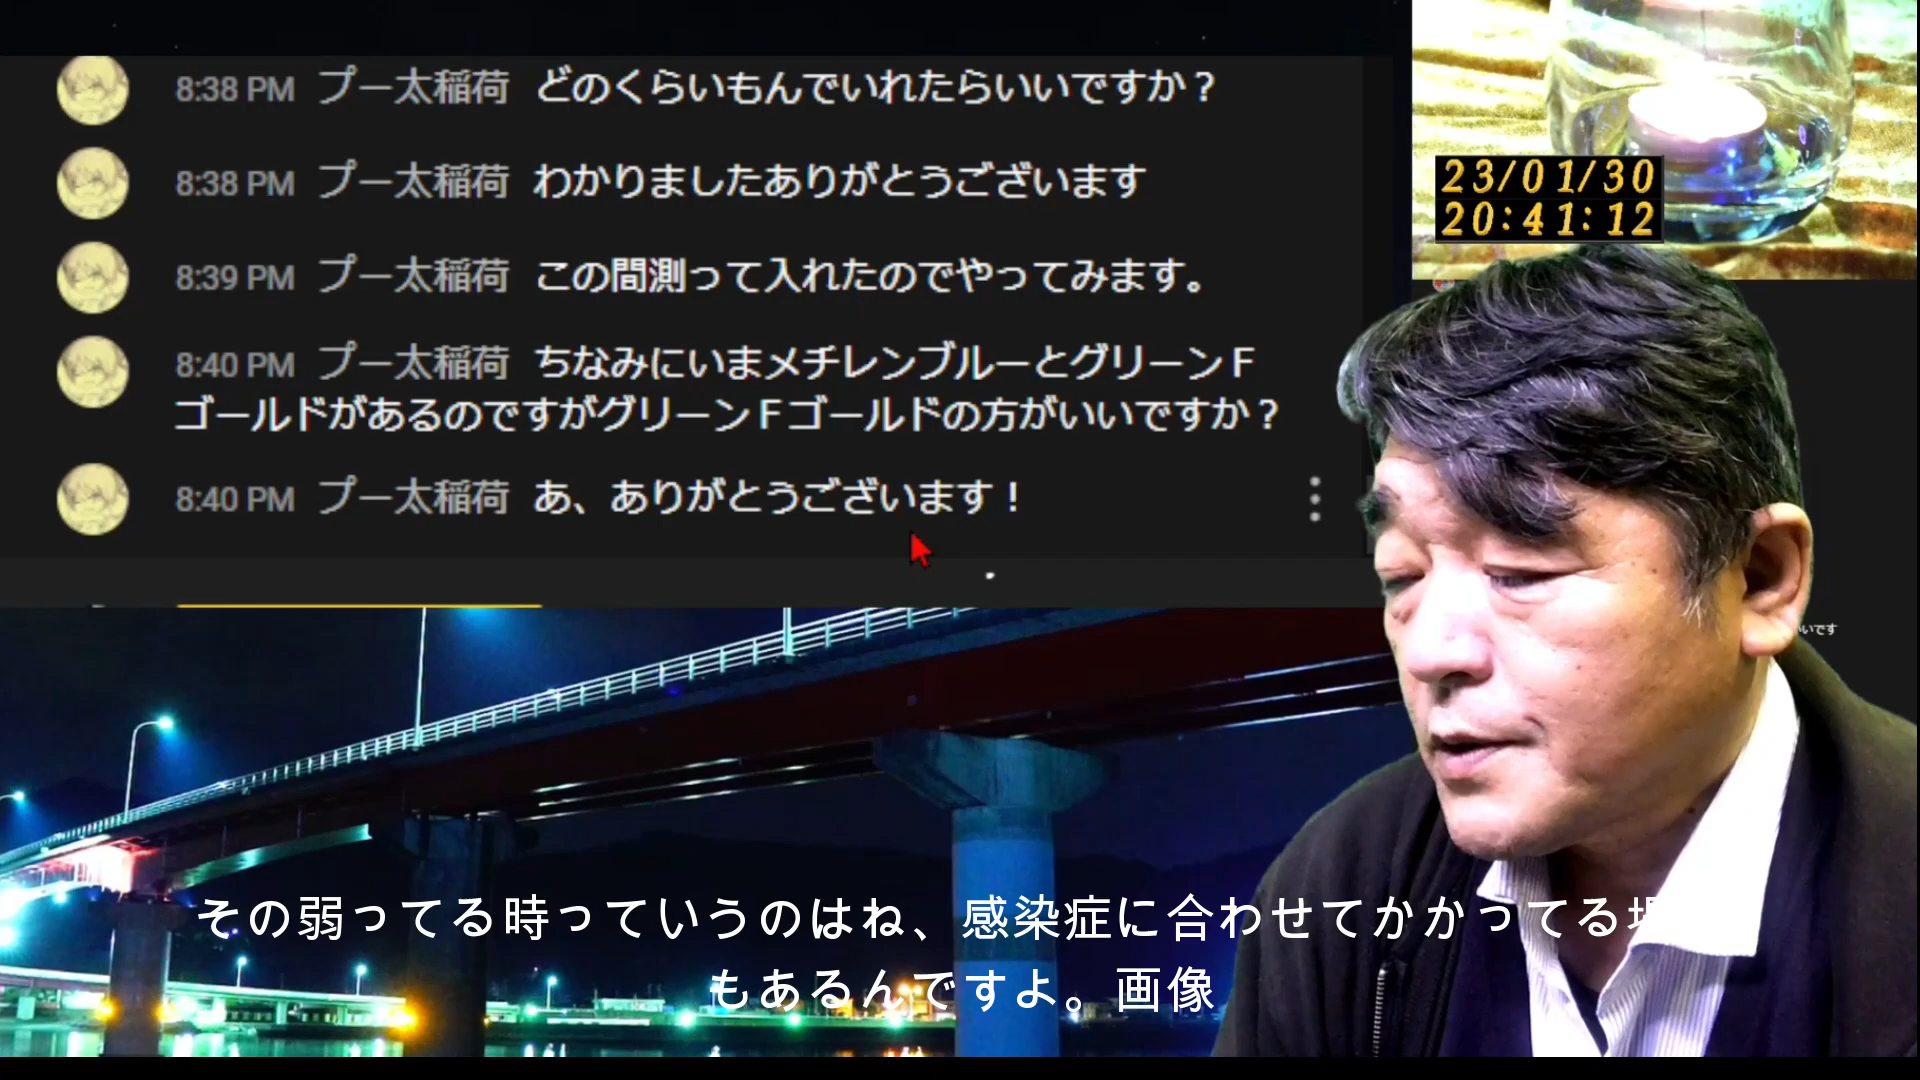 8:38 PM プー太稲荷 どのくらいもんでいれたらいいですか？
8:38 PM プー太稲荷 わかりましたありがとうございます
8:39 PM プー太稲荷 この間測って入れたのでやってみます。
8:40 PM プー太稲荷 ちなみにいまメチレンブルーとグリーンＦ
ゴールドがあるのですがグリーンＦゴールドの方がいいですか？
8:40 PM プー太稲荷 あ、ありがとうございます！
23/01/30
20:41:12
いです
その弱ってる時っていうのはね、感染症に合わせてかかってる
もあるんですよ。画像